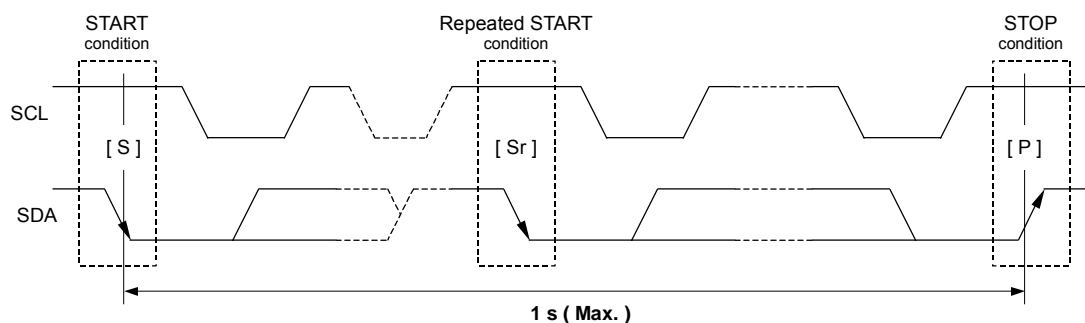 START
condition
Repeated START
condition
STOP
condition
SCL
[ S ]
[ Sr ]
[ P ]
SDA
1 s ( Max. )